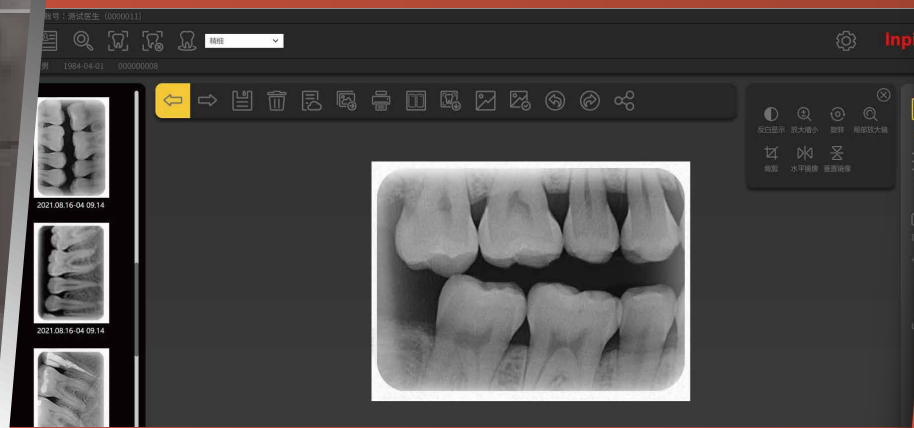 账号：测试医生 (0000011)
精细
Inpi
男 1984-04-01 000000008
反白显示 放大缩小 旋转 局部放大镜
裁剪 水平镜像 垂直镜像
2021.08.16-04 09.14
2021.08.16-04 09.14